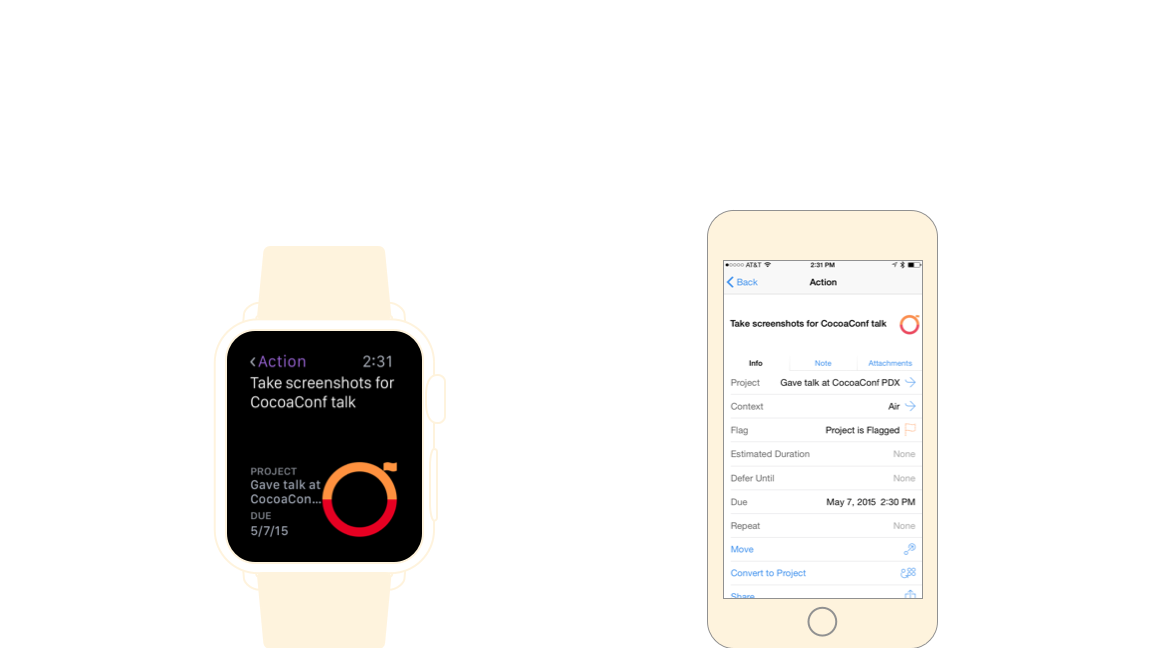 ‹ Action 2:31
Take screenshots for
CocoaConf talk
PROJECT
Gave talk at
CocoaCon...
DUE
5/7/15
AT&T 2:31 PM
Back Action
Take screenshots for CocoaConf talk
Info Note Attachments
Project Gave talk at CocoaConf PDX
Context Air
Flag Project is Flagged
Estimated Duration None
Defer Until None
Due May 7, 2015 2:30 PM
Repeat None
Move
Convert to Project
Share